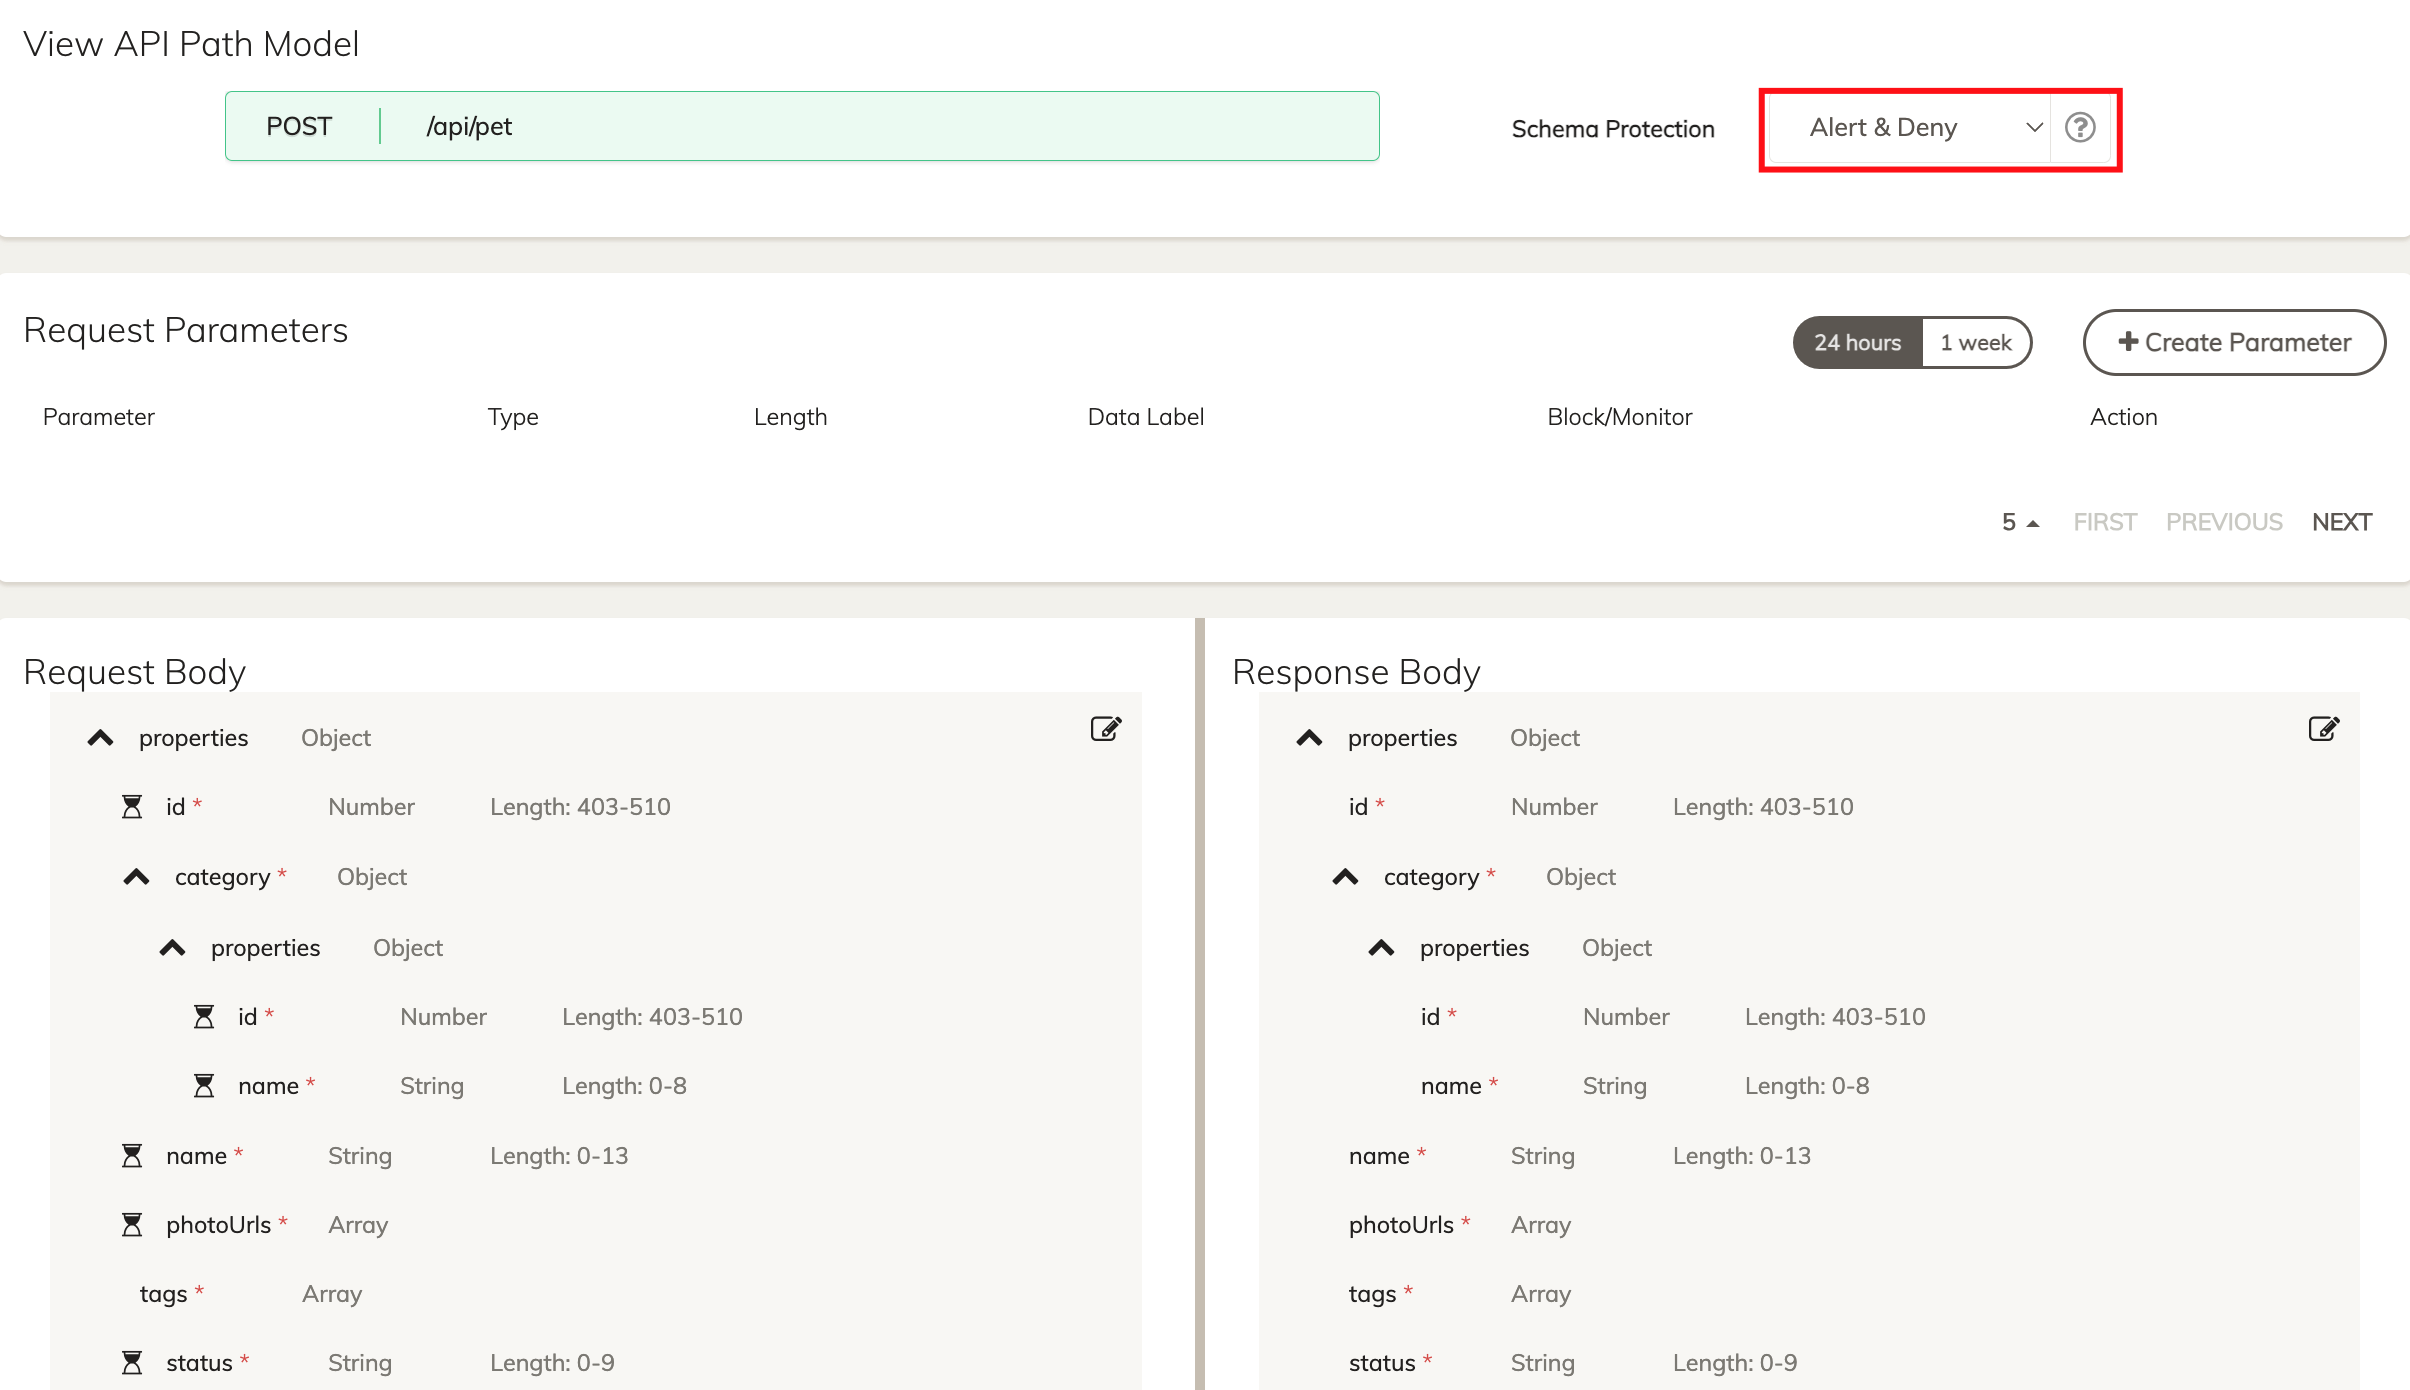 View API Path Model
POST /api/pet
Schema Protection Alert & Deny ?
Request Parameters
24 hours 1 week + Create Parameter
Parameter Type Length Data Label Block/Monitor Action
5 FIRST PREVIOUS NEXT
Request Body
properties Object
id * Number Length: 403-510
category * Object
properties Object
id * Number Length: 403-510
name * String Length: 0-8
name * String Length: 0-13
photoUrls * Array
tags * Array
status * String Length: 0-9
Response Body
properties Object
id * Number Length: 403-510
category * Object
properties Object
id * Number Length: 403-510
name * String Length: 0-8
name * String Length: 0-13
photoUrls * Array
tags * Array
status * String Length: 0-9